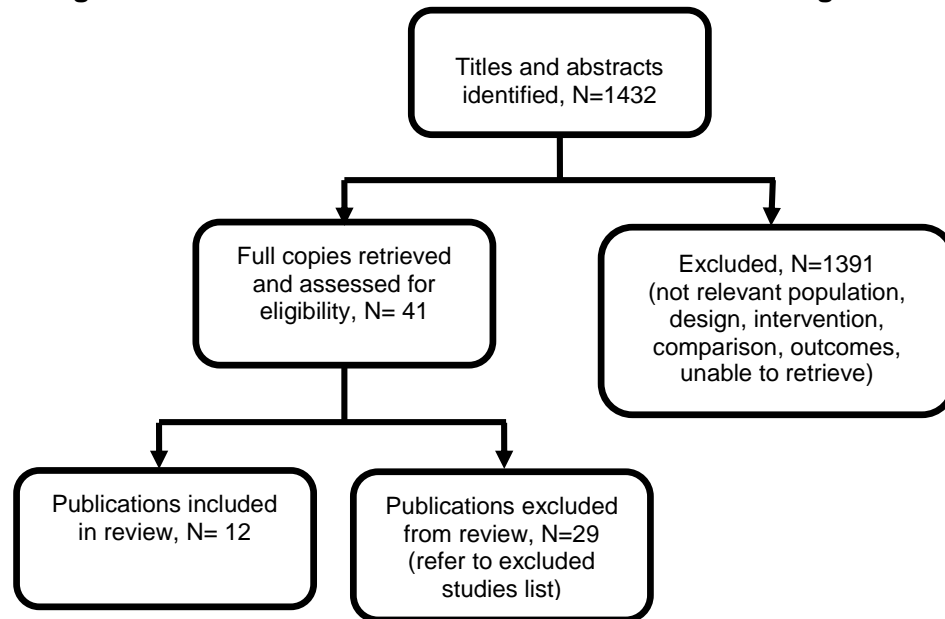 Titles and abstracts
identified, N=1432
Full copies retrieved
and assessed for
eligibility, N= 41
Excluded, N=1391
(not relevant population,
design, intervention,
comparison, outcomes,
unable to retrieve)
Publications included
in review, N= 12
Publications excluded
from review, N=29
(refer to excluded
studies list)